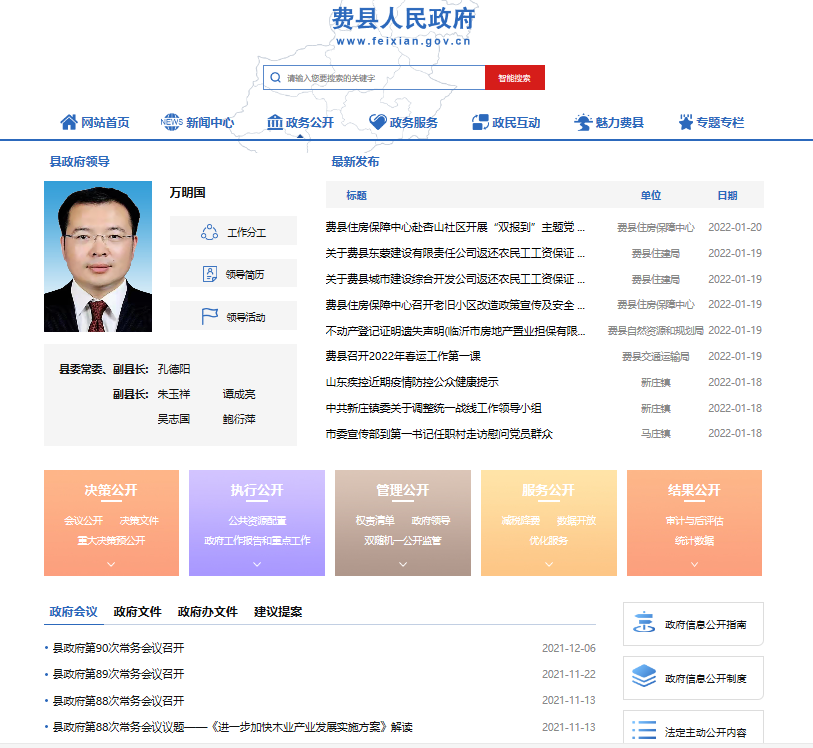 费县人民政府
www.feixian.gov.cn
请输入您要搜索的关键字 智能搜索
网站首页 NEWS 新闻中心 政务公开 政务服务 政民互动 魅力费县 专题专栏
县政府领导
万明国
工作分工
领导简历
领导活动
县委常委、副县长: 孔德阳
副县长: 朱玉祥 谭成亮
吴志国 鲍衍萍
最新发布
标题 单位 日期
费县住房保障中心赴杏山社区开展“双报到”主题党 ... 费县住房保障中心 2022-01-20
关于费县东蒙建设有限责任公司返还农民工工资保证 ... 费县住建局 2022-01-19
关于费县城市建设综合开发公司返还农民工工资保证 ... 费县住建局 2022-01-19
费县住房保障中心召开老旧小区改造政策宣传及安全 ... 费县住房保障中心 2022-01-19
不动产登记证明遗失声明(临沂市房地产置业担保有限... 费县自然资源和规划局 2022-01-19
费县召开2022年春运工作第一课 费县交通运输局 2022-01-19
山东疾控近期疫情防控公众健康提示 新庄镇 2022-01-18
中共新庄镇委关于调整统一战线工作领导小组 新庄镇 2022-01-18
市委宣传部到第一书记任职村走访慰问党员群众 马庄镇 2022-01-18
决策公开
会议公开 决策文件
重大决策预公开
执行公开
公共资源配置
政府工作报告和重点工作
管理公开
权责清单 政府领导
双随机一公开监管
服务公开
减税降费 数据开放
优化服务
结果公开
审计与后评估
统计数据
政府会议 政府文件 政府办文件 建议提案
县政府第90次常务会议召开 2021-12-06
县政府第89次常务会议召开 2021-11-22
县政府第88次常务会议召开 2021-11-13
县政府第88次常务会议议题——《进一步加快木业产业发展实施方案》解读 2021-11-13
政府信息公开指南
政府信息公开制度
法定主动公开内容